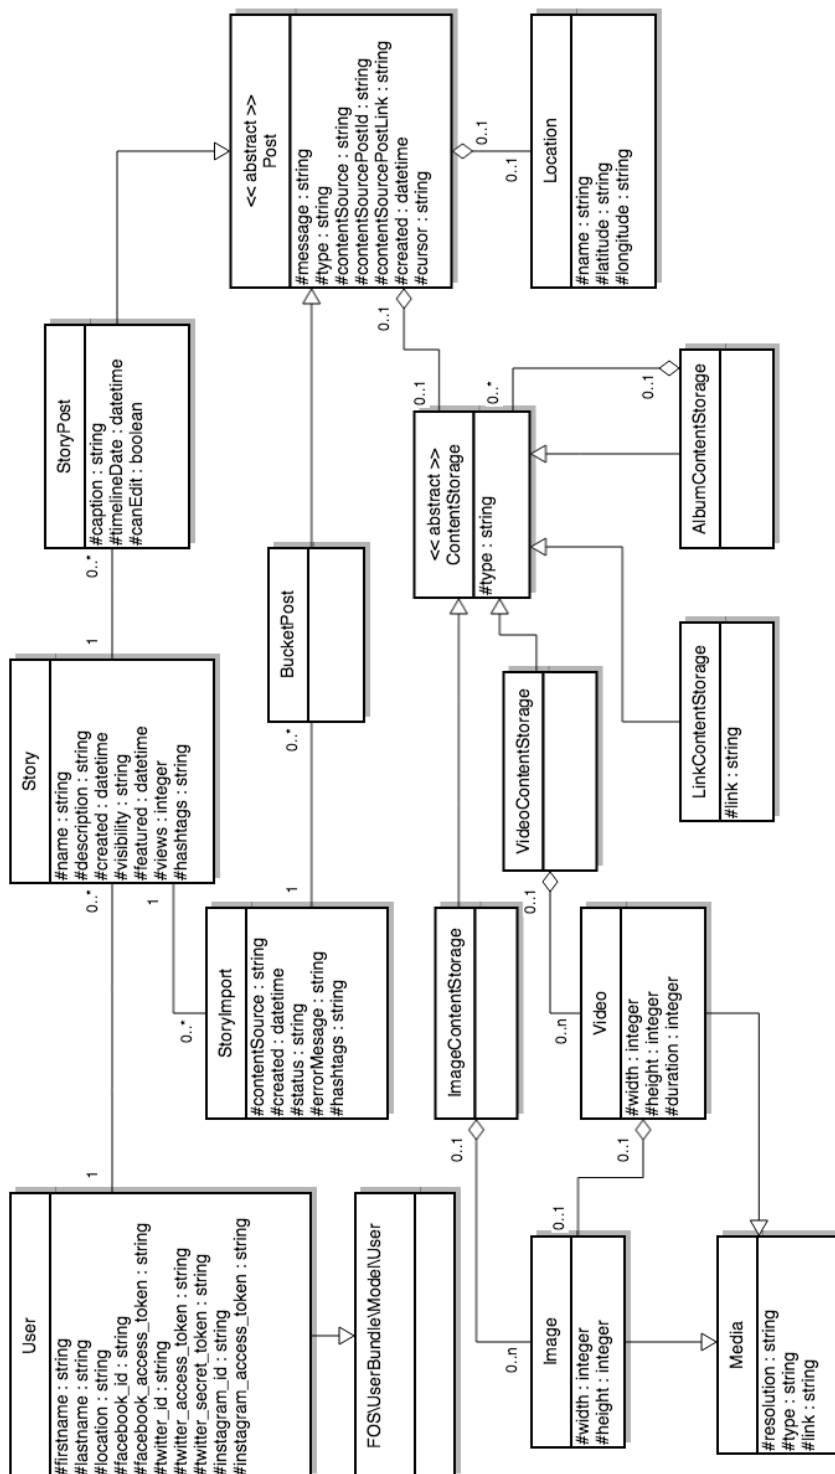 User
#firstname : string
#lastname : string
#location : string
#facebook_id : string
#facebook_access_token : string
#twitter_id : string
#twitter_access_token : string
#twitter_secret_token : string
#instagram_id : string
#instagram_access_token : string
1
0..*
Story
#name : string
#description : string
#created : datetime
#visibility : string
#featured : datetime
#views : integer
#hashtags : string
1
0..*
StoryPost
#caption : string
#timelineDate : datetime
#canEdit : boolean
1
0..*
StoryImport
#contentSource : string
#created : datetime
#status : string
#errorMesage : string
#hashtags : string
1
0..*
BucketPost
<< abstract >>
Post
#message : string
#type : string
#contentSource : string
#contentSourcePostId : string
#contentSourcePostLink : string
#created : datetime
#cursor : string
FOS\UserBundle\Model\User
0..1
0..1
0..1
0..1
Location
#name : string
#latitude : string
#longitude : string
<< abstract >>
ContentStorage
#type : string
0..*
0..1
ImageContentStorage
0..1
0..n
VideoContentStorage
0..1
0..n
Image
#width : integer
#height : integer
0..1
0..1
Video
#width : integer
#height : integer
#duration : integer
LinkContentStorage
#link : string
AlbumContentStorage
Media
#resolution : string
#type : string
#link : string